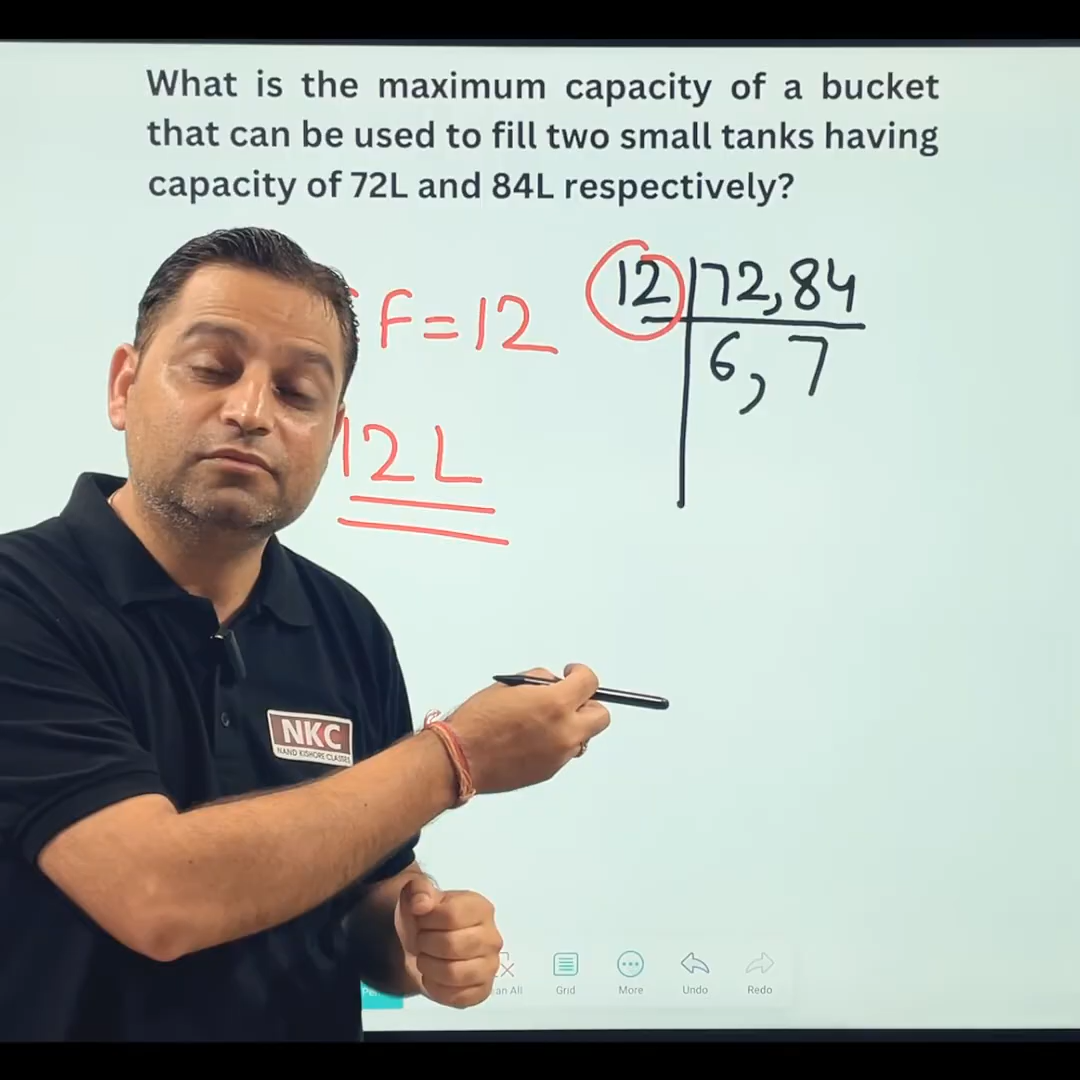 What is the maximum capacity of a bucket
that can be used to fill two small tanks having
capacity of 72L and 84L respectively?
12 72,84
F=12
6, 7
12 L
NKC
NAND KISHORE CLASSES
Grid
More
Undo
Redo